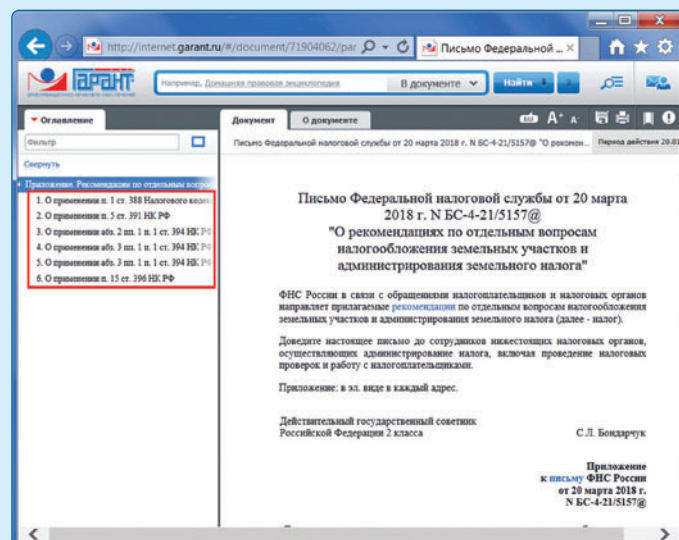 http://internet.garant.ru/#/document/71904062/par
Письмо Федеральной ...
ГАРАНТ
Например, Домашняя правовая энциклопедия
В документе
Найти
Оглавление
Фильтр
Свернуть
Приложение. Рекомендации по отдельным вопрос
1. О применении п. 1 ст. 388 Налогового кодек
2. О применении п. 5 ст. 391 НК РФ
3. О применении абз. 2 пп. 1 п. 1 ст. 394 НК РФ
4. О применении абз. 3 пп. 1 п. 1 ст. 394 НК РФ
5. О применении абз. 3 пп. 1 п. 1 ст. 394 НК РФ
6. О применении п. 15 ст. 396 НК РФ
Документ
О документе
A+ A-
Письмо Федеральной налоговой службы от 20 марта 2018 г. N БС-4-21/5157@ "О рекомен...
Период действия 20.03
Письмо Федеральной налоговой службы от 20 марта
2018 г. N БС-4-21/5157@
"О рекомендациях по отдельным вопросам
налогообложения земельных участков и
администрирования земельного налога"
ФНС России в связи с обращениями налогоплательщиков и налоговых органов
направляет прилагаемые рекомендации по отдельным вопросам налогообложения
земельных участков и администрирования земельного налога (далее - налог).
Доведите настоящее письмо до сотрудников нижестоящих налоговых органов,
осуществляющих администрирование налога, включая проведение налоговых
проверок и работу с налогоплательщиками.
Приложение: в эл. виде в каждый адрес.
Действительный государственный советник
Российской Федерации 2 класса
С.Л. Бондарчук
Приложение
к письму ФНС России
от 20 марта 2018 г.
N БС-4-21/5157@